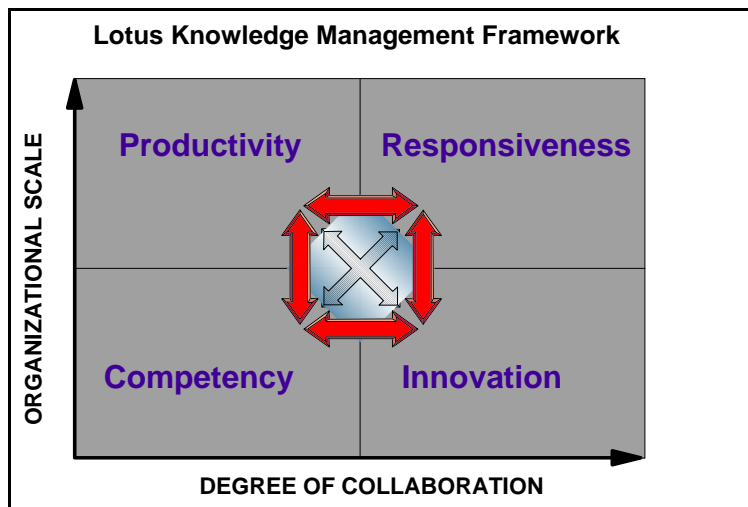 Lotus Knowledge Management Framework
ORGANIZATIONAL SCALE
Productivity
Responsiveness
Competency
Innovation
DEGREE OF COLLABORATION